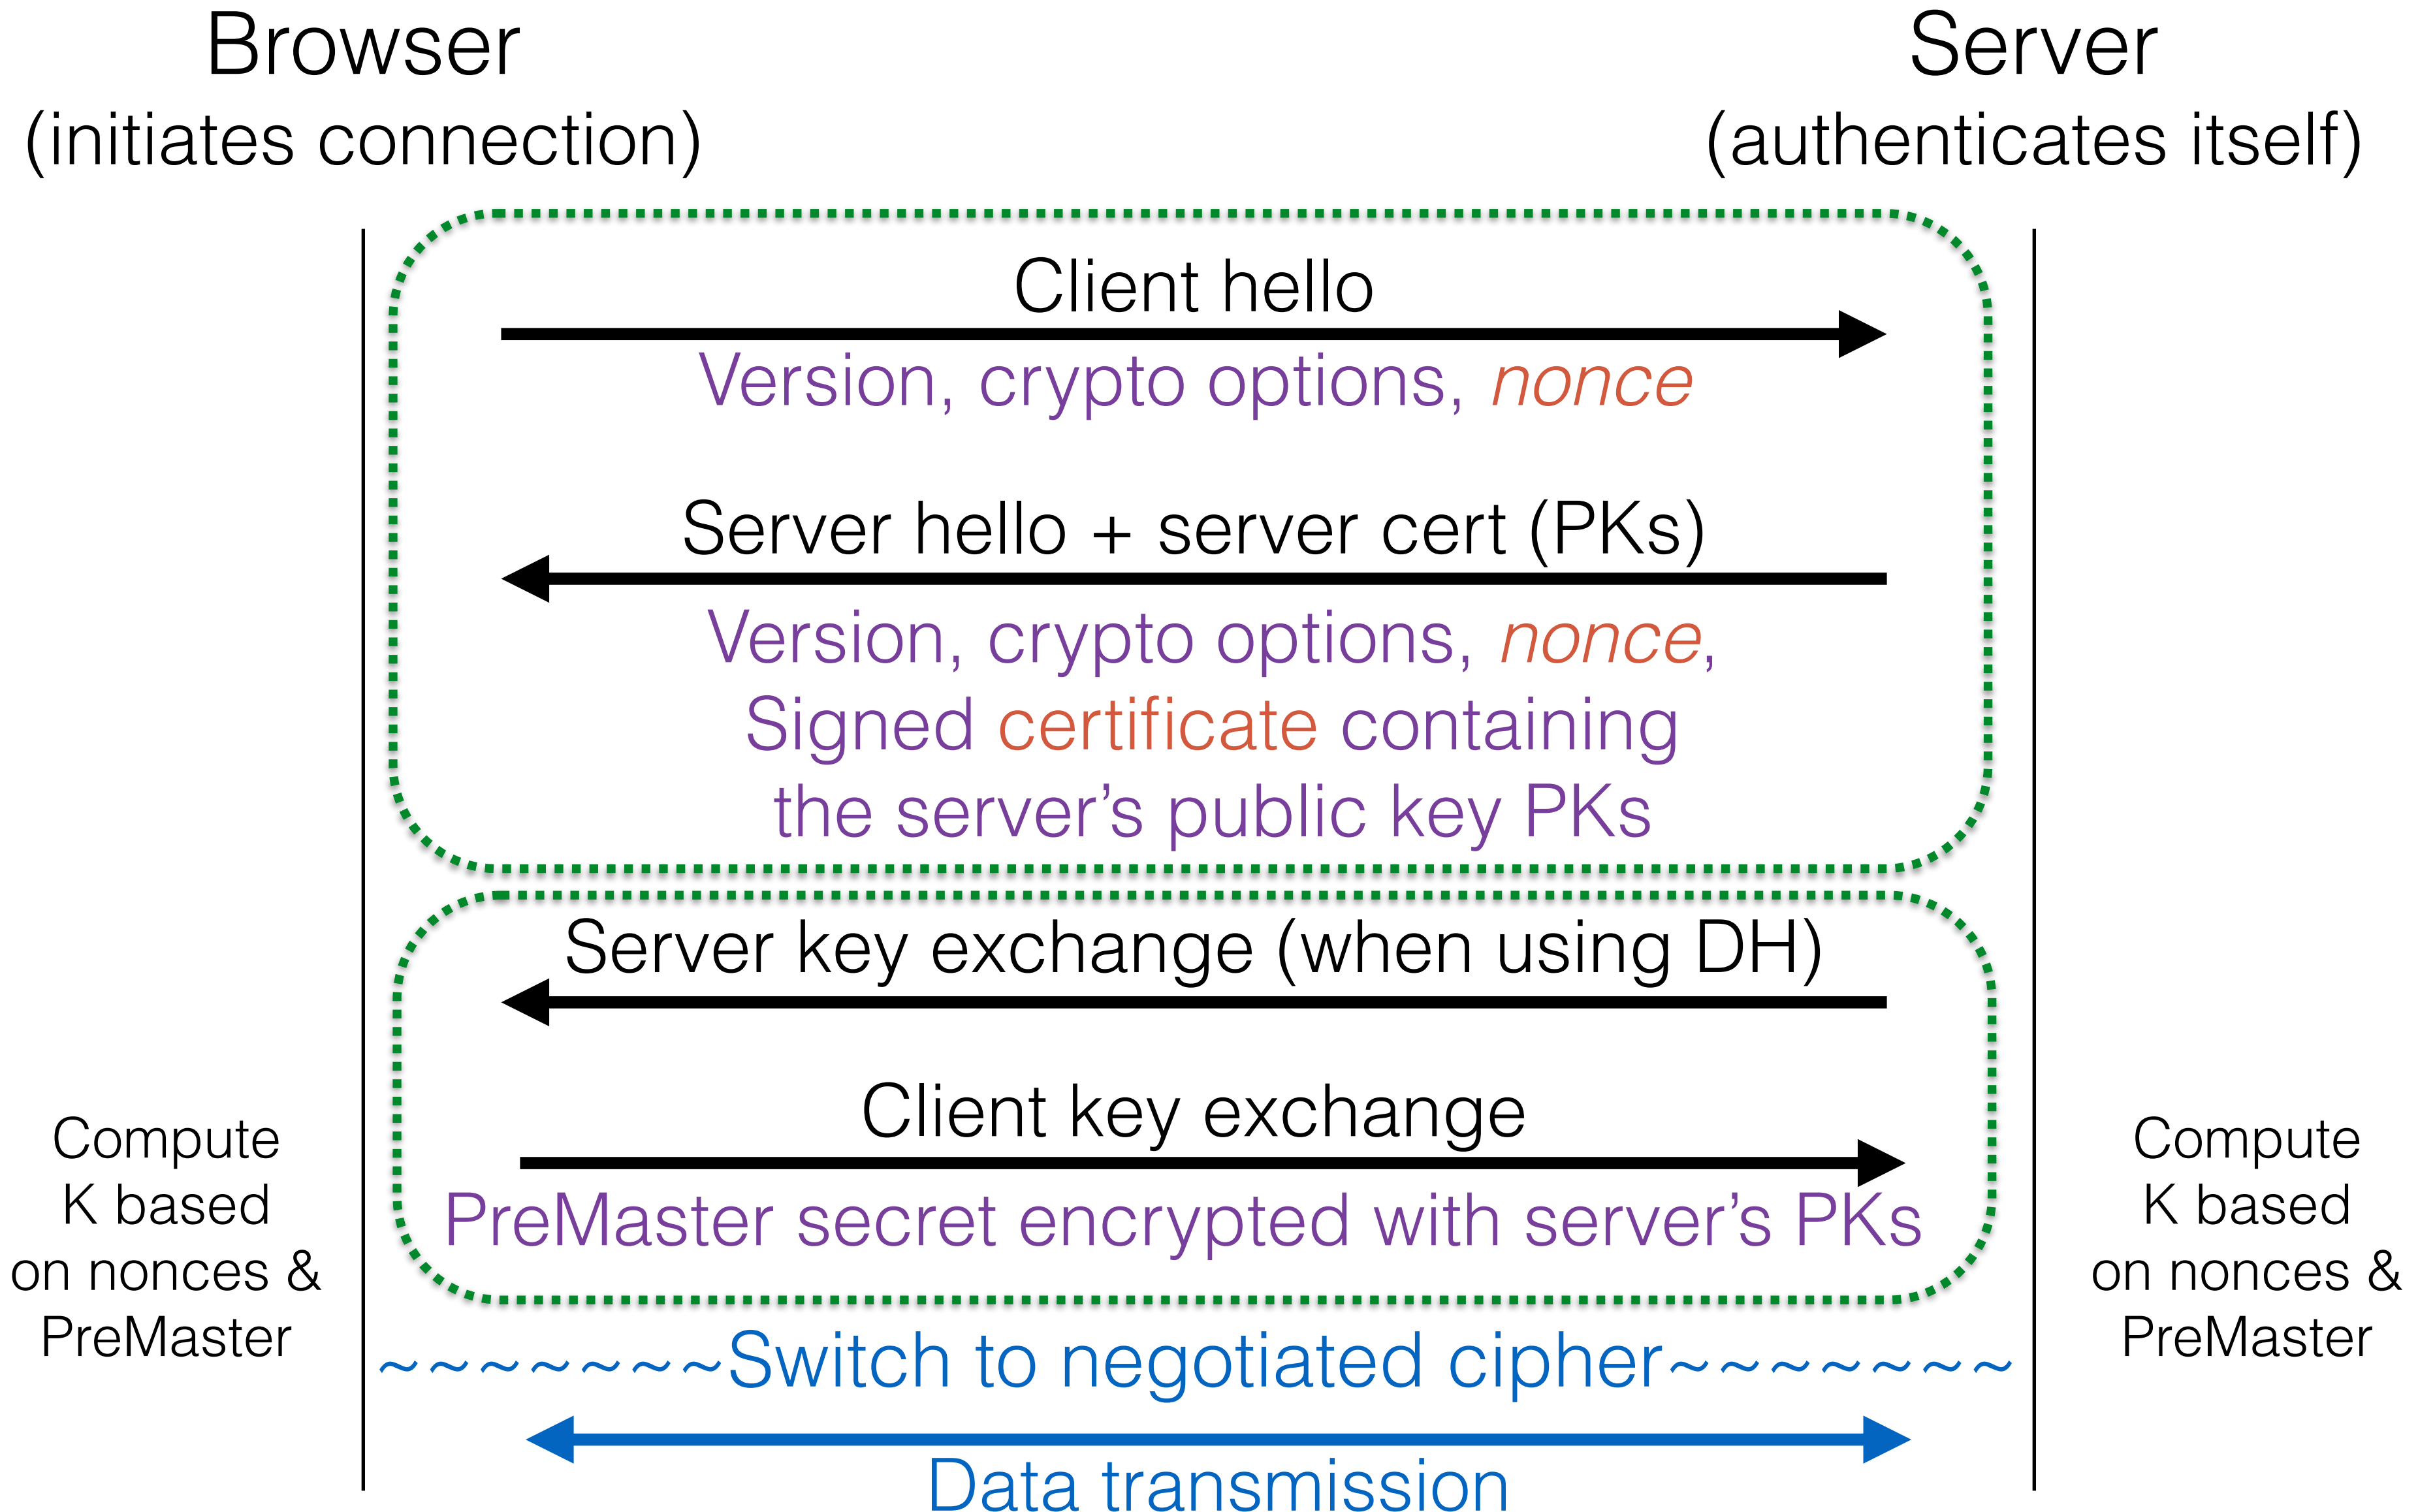 Browser
(initiates connection)
Server
(authenticates itself)
Client hello
Version, crypto options, nonce
Server hello + server cert (PKs)
Version, crypto options, nonce,
Signed certificate containing
the server’s public key PKs
Server key exchange (when using DH)
Client key exchange
PreMaster secret encrypted with server’s PKs
Compute
K based
on nonces &
PreMaster
Compute
K based
on nonces &
PreMaster
~~~~~~~Switch to negotiated cipher~~~~~~~
Data transmission